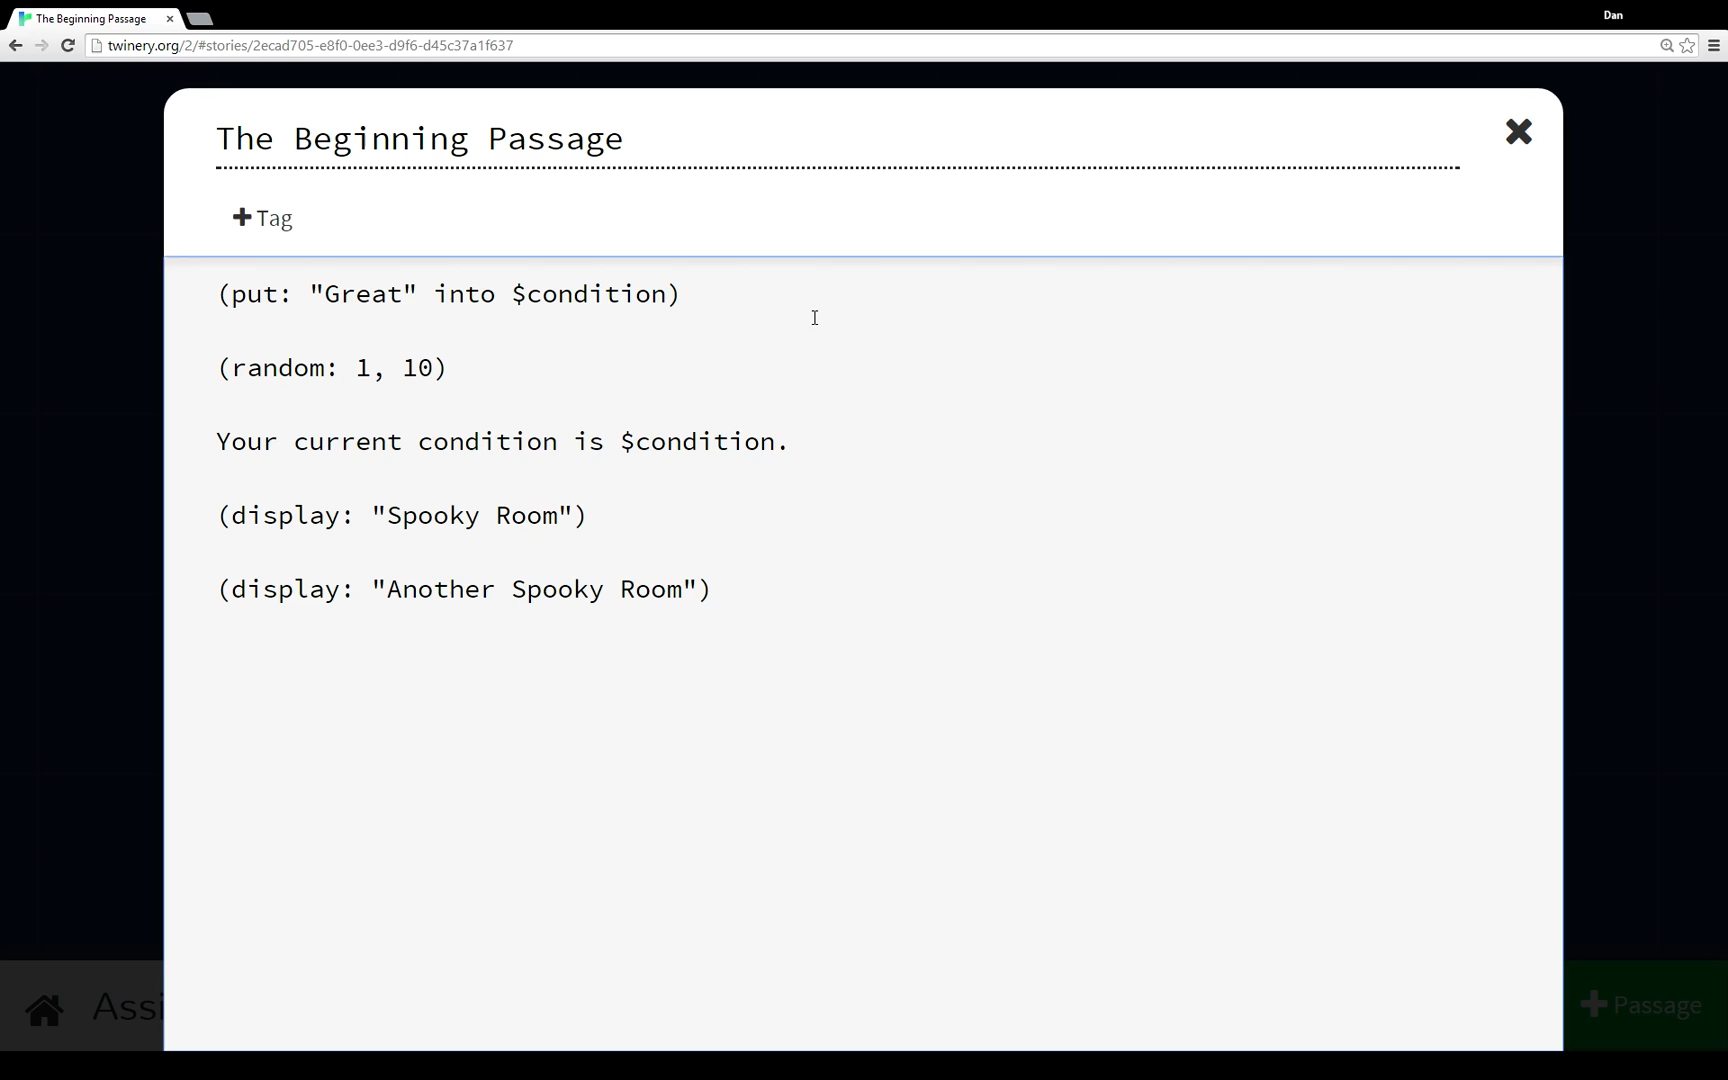 The Beginning Passage
Dan
twinery.org/2/#stories/2ecad705-e8f0-0ee3-d9f6-d45c37a1f637
The Beginning Passage
Tag
(put: "Great" into $condition)
(random: 1, 10)
Your current condition is $condition.
(display: "Spooky Room")
(display: "Another Spooky Room")
Assi
Passage